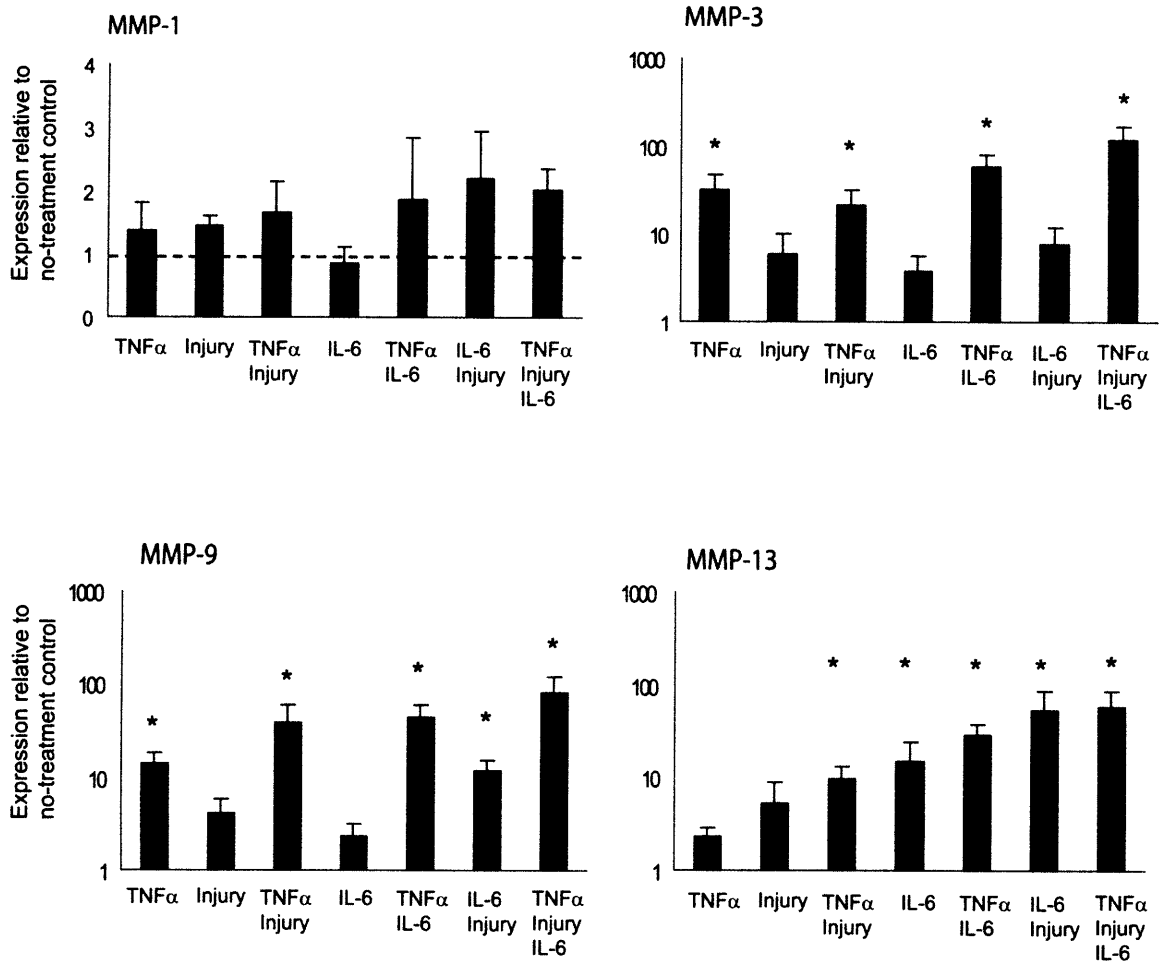 MMP-1
Expression relative to
no-treatment control
4
3
2
1
0
TNFα Injury TNFα IL-6 TNFα IL-6 TNFα
Injury IL-6 Injury Injury
IL-6
MMP-3
1000
100
10
1
* * * *
TNFα Injury TNFα IL-6 TNFα IL-6 TNFα
Injury IL-6 Injury Injury
IL-6
MMP-9
Expression relative to
no-treatment control
1000
100
10
1
* * * * *
TNFα Injury TNFα IL-6 TNFα IL-6 TNFα
Injury IL-6 Injury Injury
IL-6
MMP-13
1000
100
10
1
* * * * *
TNFα Injury TNFα IL-6 TNFα IL-6 TNFα
Injury IL-6 Injury Injury
IL-6